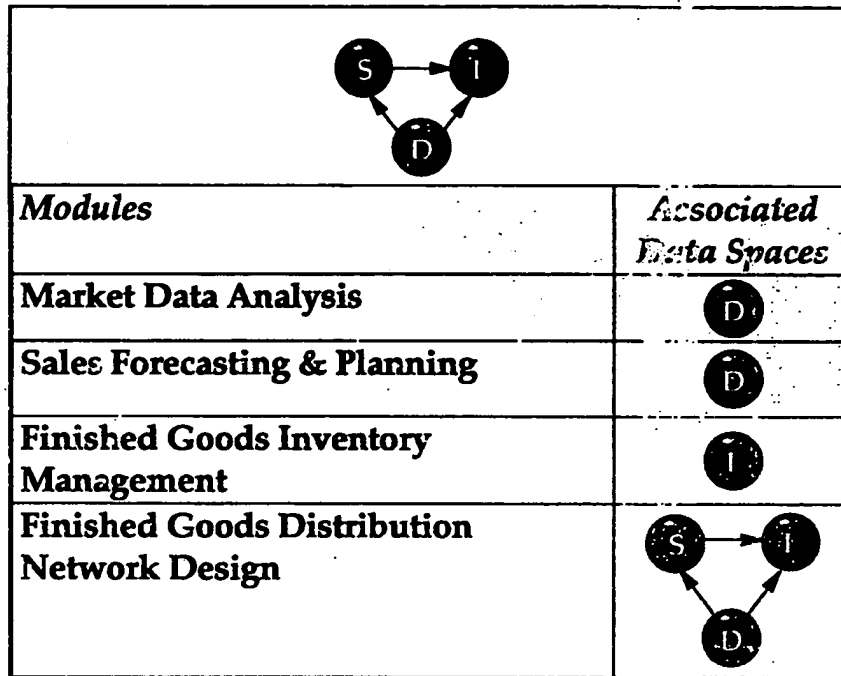 S I
D
Modules Associated
Data Spaces
Market Data Analysis D
Sales Forecasting & Planning D
Finished Goods Inventory I
Management
Finished Goods Distribution
Network Design
S I
D